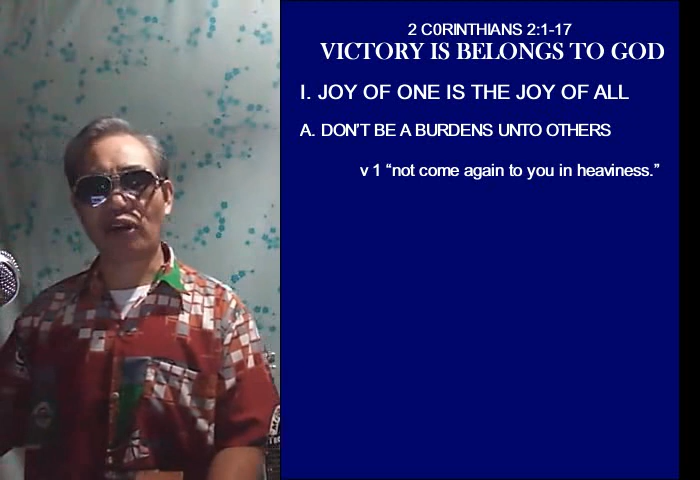 2 C0RINTHIANS 2:1-17
VICTORY IS BELONGS TO GOD
I. JOY OF ONE IS THE JOY OF ALL
A. DON'T BE A BURDENS UNTO OTHERS
v 1 “not come again to you in heaviness.”